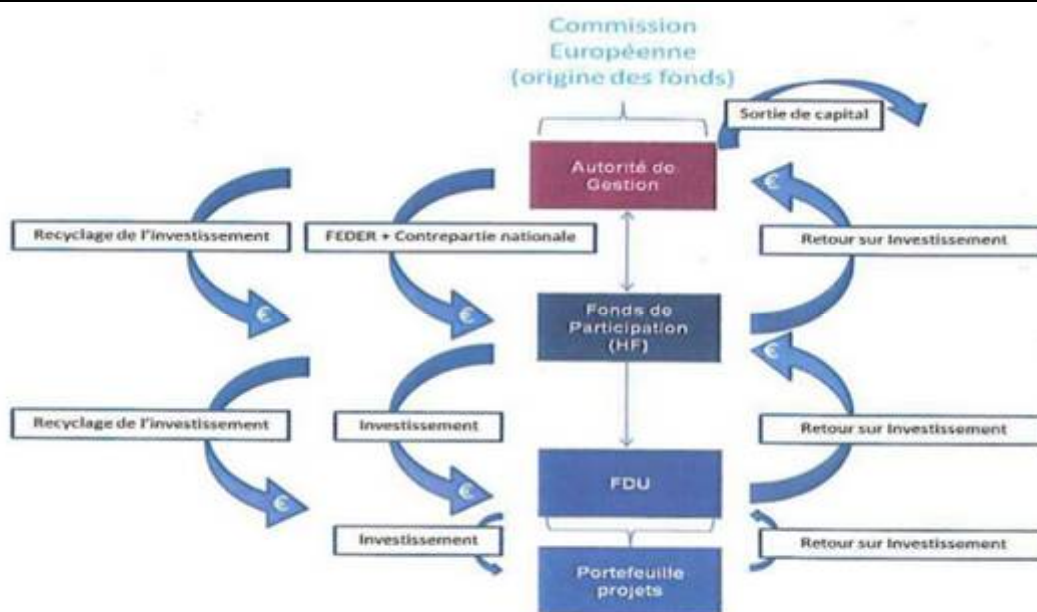 Commission
Européenne
(origine des fonds)
Sortie de capital
Autorité de
Gestion
€
Recyclage de l'investissement
FEDER + Contrepartie nationale
Retour sur Investissement
€
€
Fonds de
Participation
(HF)
€
Recyclage de l'investissement
Investissement
Retour sur Investissement
€
€
FDU
Investissement
Retour sur Investissement
Portefeuille
projets